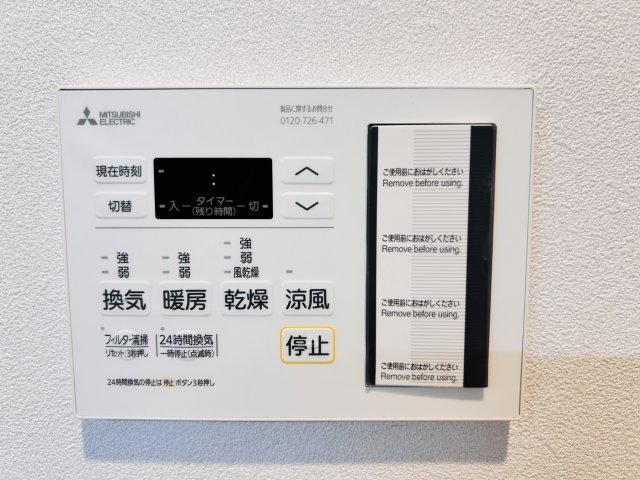 MITSUBISHI
ELECTRIC
製品に関するお問合せ
0120-726-471
現在時刻
:
切替
入 タイマー 切
(残り時間)
強
弱
強
弱
強
弱
風乾燥
換気
暖房
乾燥
涼風
フィルター清掃
リセット:3秒押し
24時間換気
一時停止(点滅時)
停止
24時間換気の停止は 停止 ボタン3秒押し
ご使用前におはがしください
Remove before using.
ご使用前におはがしください
Remove before using.
ご使用前におはがしください
Remove before using.
ご使用前におはがしください
Remove before using.